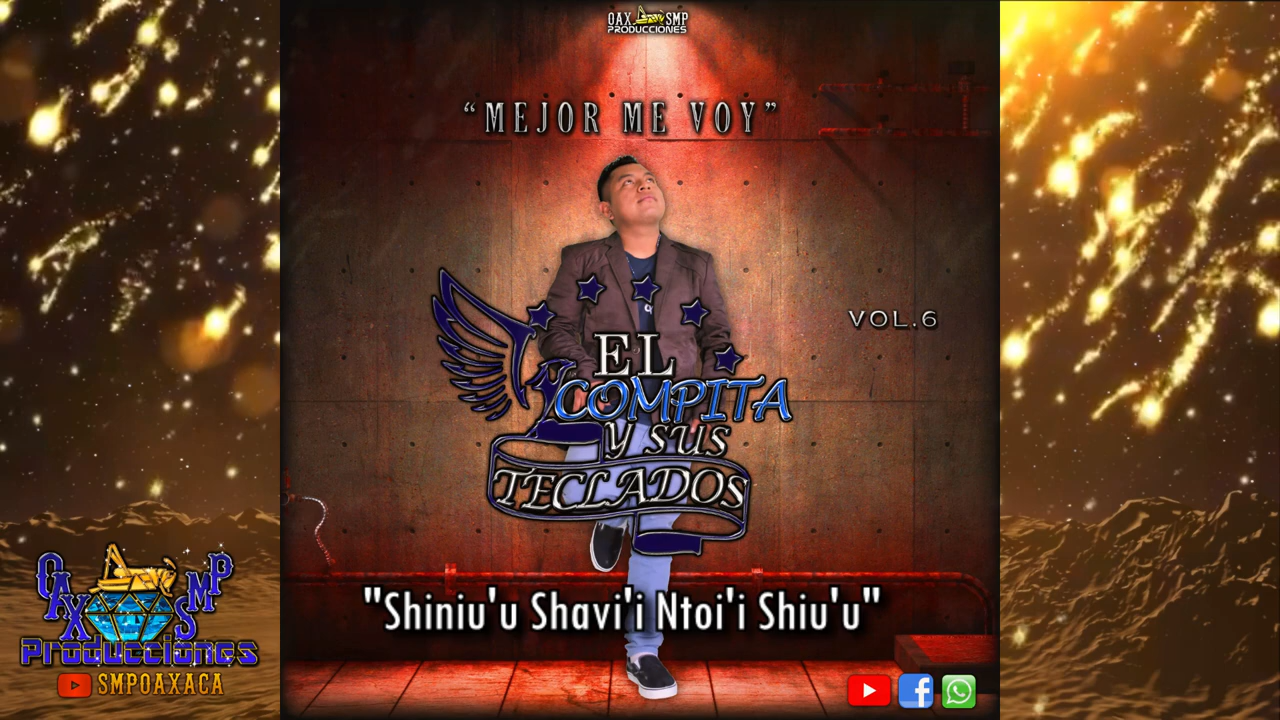 OAX SMP
PRODUCCIONES
“MEJOR ME VOY”
VOL.6
EL
COMPITA
Y SUS
TECLADOS
"Shiniu'u Shavi'i Ntoi'i Shiu'u"
OAX SMP
Producciones
SMPOAXACA